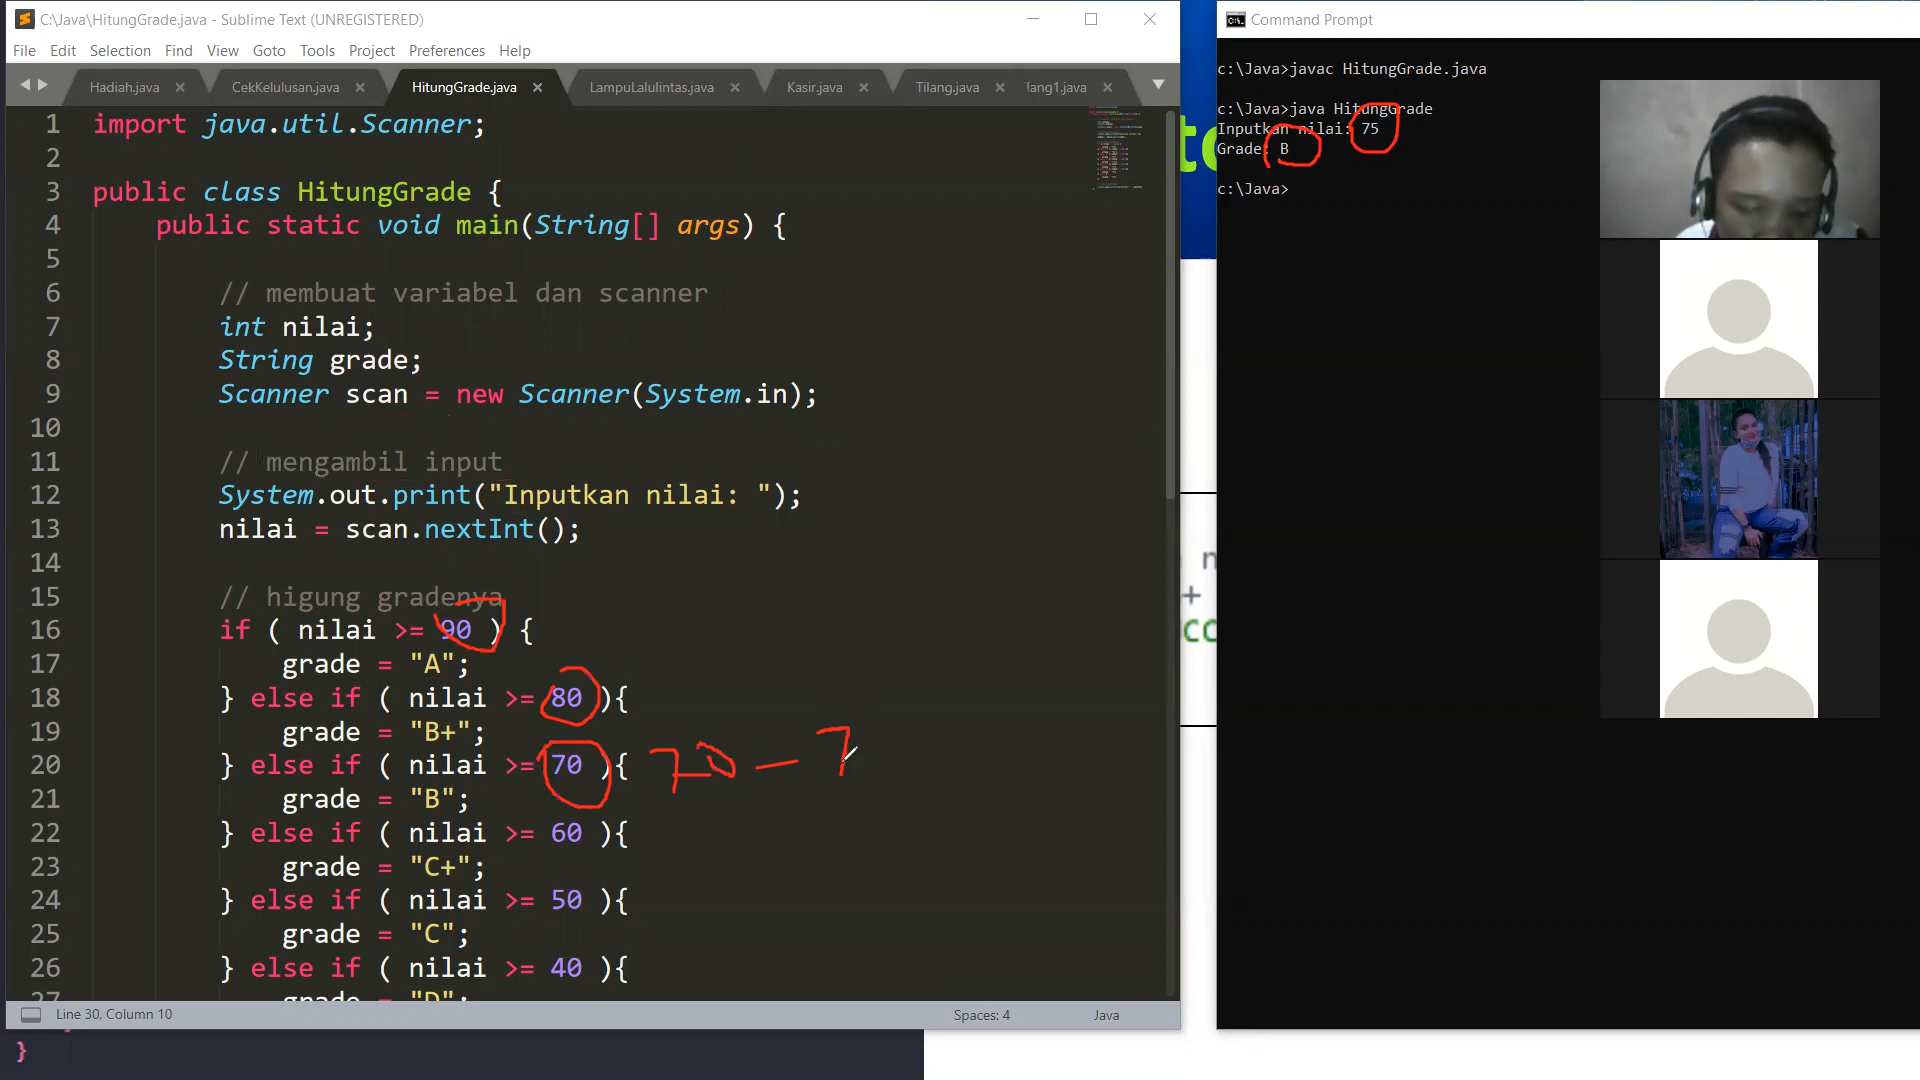 C:\Java\HitungGrade.java - Sublime Text (UNREGISTERED)
File Edit Selection Find View Goto Tools Project Preferences Help
Hadiah.java CekKelulusan.java HitungGrade.java LampuLalulintas.java Kasir.java Tilang.java lang1.java
1 import java.util.Scanner;
2
3 public class HitungGrade {
4 public static void main(String[] args) {
5
6 // membuat variabel dan scanner
7 int nilai;
8 String grade;
9 Scanner scan = new Scanner(System.in);
10
11 // mengambil input
12 System.out.print("Inputkan nilai: ");
13 nilai = scan.nextInt();
14
15 // higung gradenya
16 if ( nilai >= 90 ) {
17 grade = "A";
18 } else if ( nilai >= 80 ){
19 grade = "B+";
20 } else if ( nilai >= 70 ){ 70 - 7
21 grade = "B";
22 } else if ( nilai >= 60 ){
23 grade = "C+";
24 } else if ( nilai >= 50 ){
25 grade = "C";
26 } else if ( nilai >= 40 ){
27 grade = "D";
Line 30, Column 10 Spaces: 4 Java
}
Command Prompt
c:\Java>javac HitungGrade.java
c:\Java>java HitungGrade
Inputkan nilai: 75
Grade: B
c:\Java>